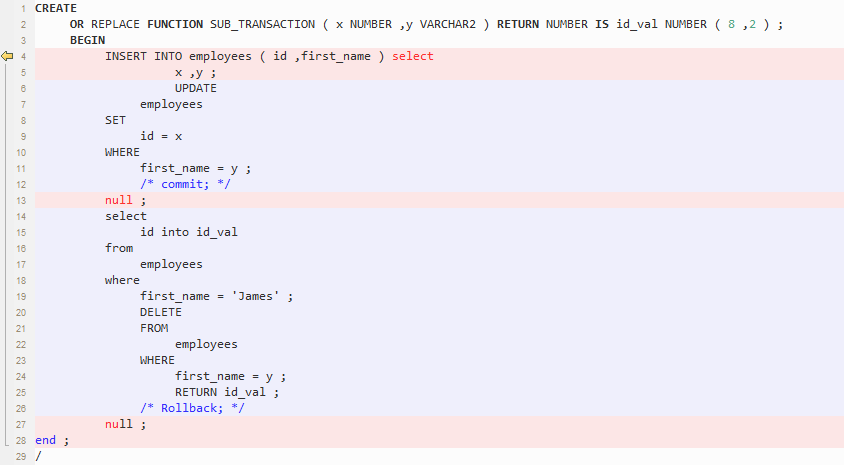 1 CREATE
2 OR REPLACE FUNCTION SUB_TRANSACTION ( x NUMBER ,y VARCHAR2 ) RETURN NUMBER IS id_val NUMBER ( 8 ,2 ) ;
3 BEGIN
4 INSERT INTO employees ( id ,first_name ) select
5 x ,y ;
6 UPDATE
7 employees
8 SET
9 id = x
10 WHERE
11 first_name = y ;
12 /* commit; */
13 null ;
14 select
15 id into id_val
16 from
17 employees
18 where
19 first_name = 'James' ;
20 DELETE
21 FROM
22 employees
23 WHERE
24 first_name = y ;
25 RETURN id_val ;
26 /* Rollback; */
27 null ;
28 end ;
29 /